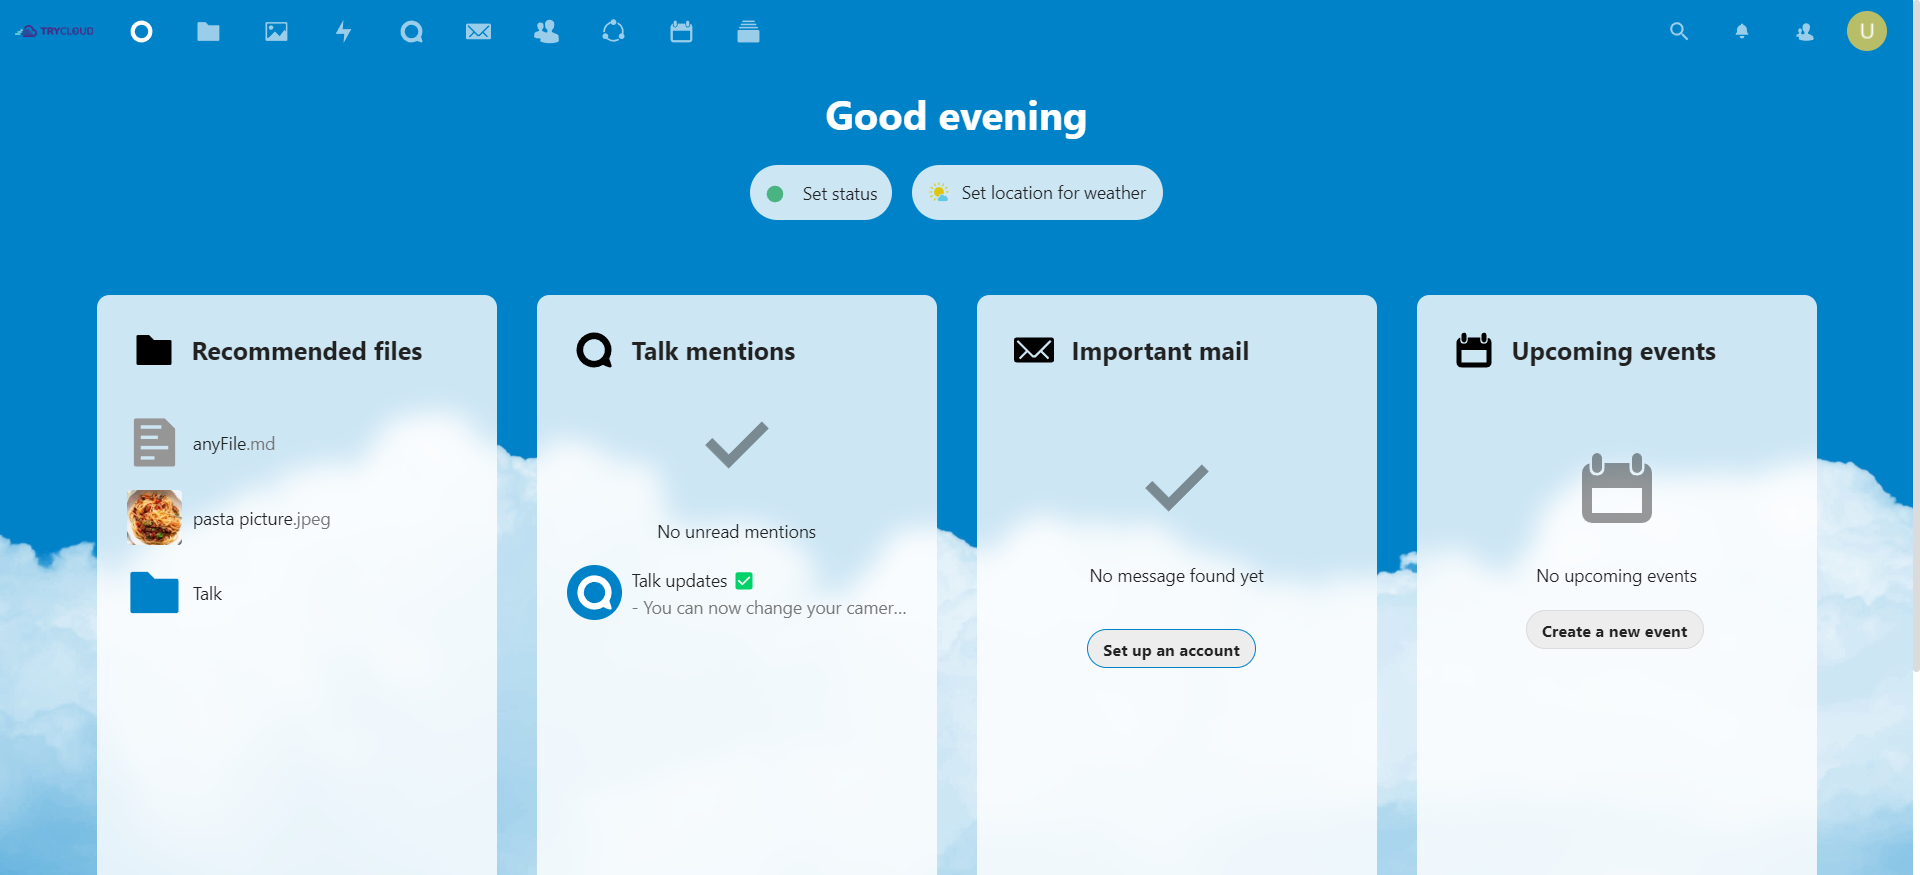 TRYCLOUD
U
Good evening
Set status
Set location for weather
Recommended files
anyFile.md
pasta picture.jpeg
Talk
Talk mentions
No unread mentions
Talk updates ✅
- You can now change your camer...
Important mail
No message found yet
Set up an account
Upcoming events
No upcoming events
Create a new event